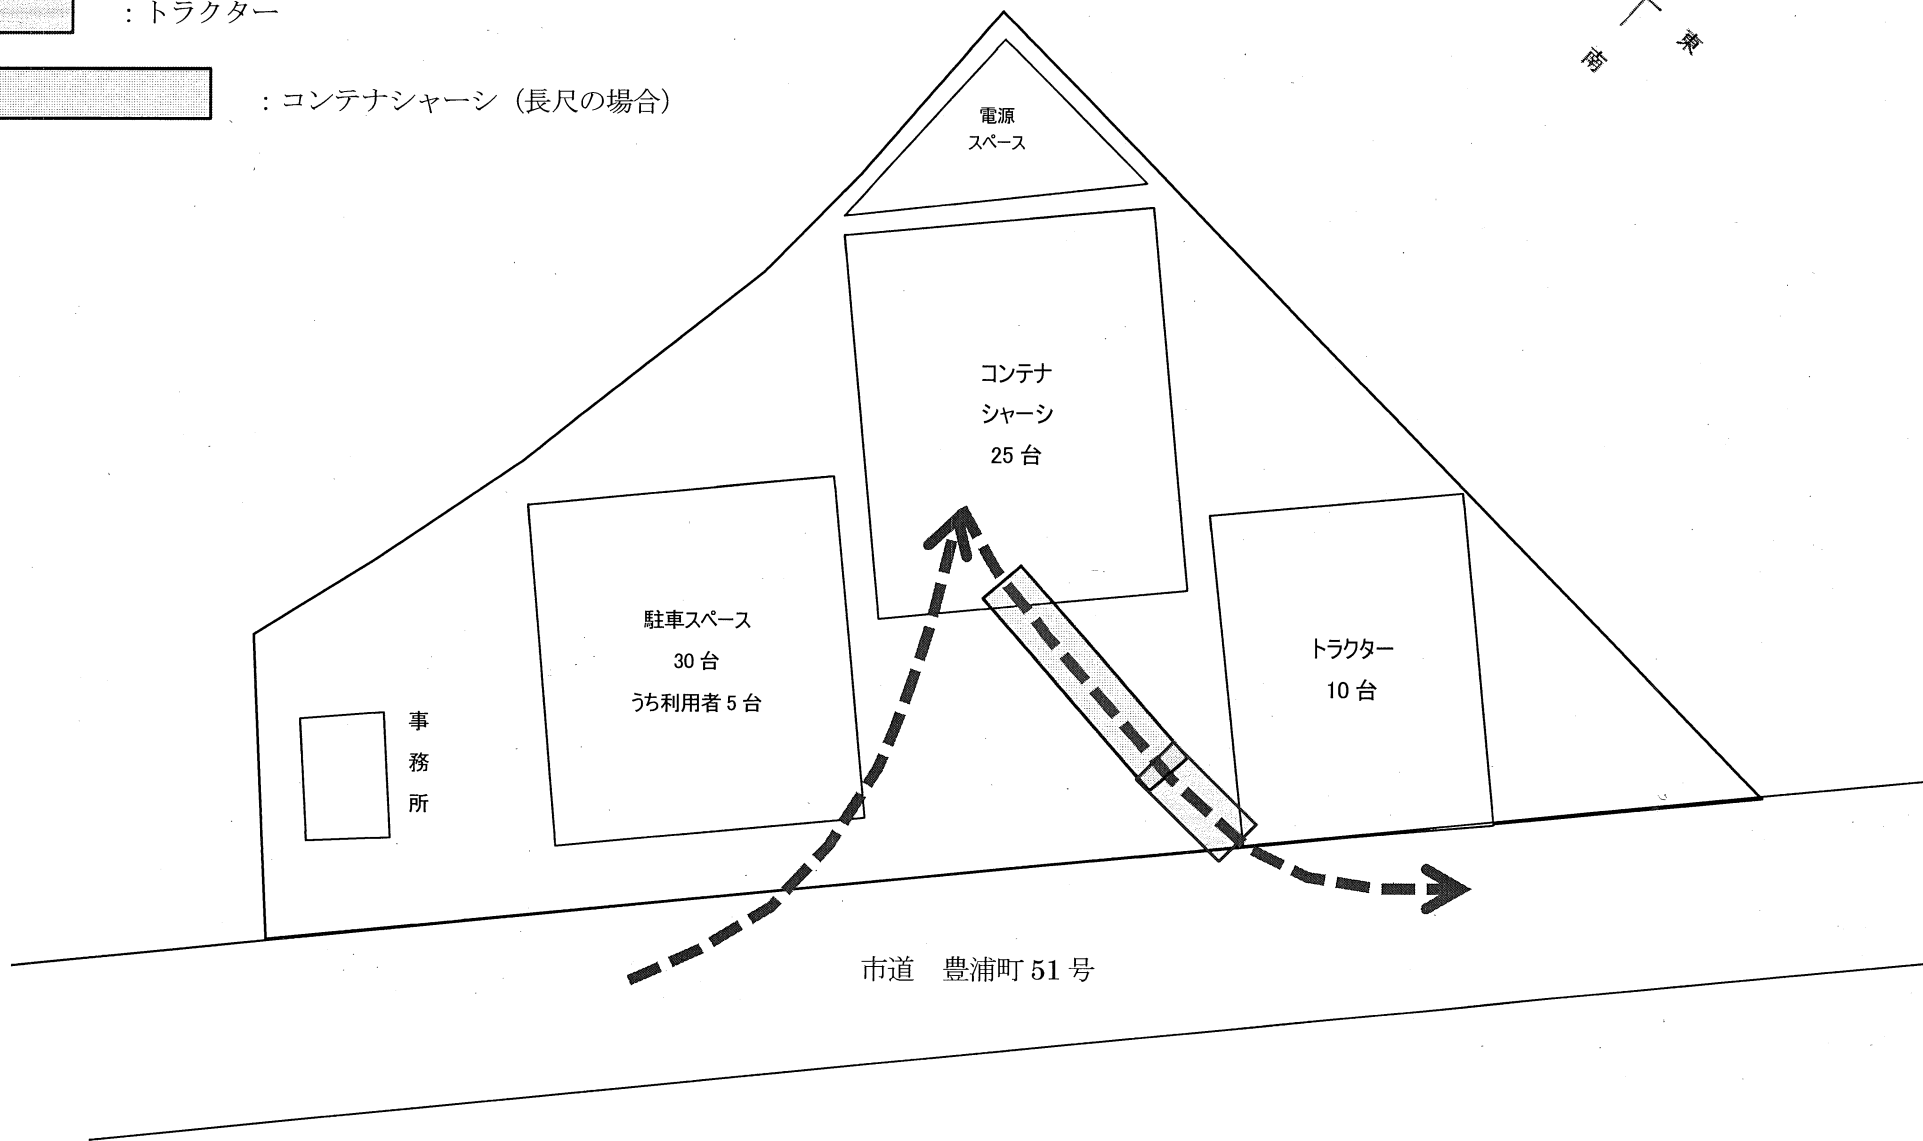 ：トラクター
：コンテナシャーシ（長尺の場合）
東
南
電源
スペース
コンテナ
シャーシ
25 台
駐車スペース
30 台
うち利用者 5 台
トラクター
10 台
事
務
所
市道　豊浦町 51 号